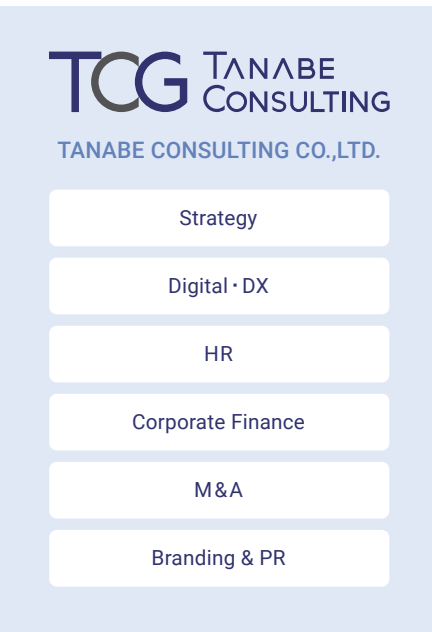 TCG TANABE
CONSULTING
TANABE CONSULTING CO.,LTD.
Strategy
Digital・DX
HR
Corporate Finance
M&A
Branding & PR